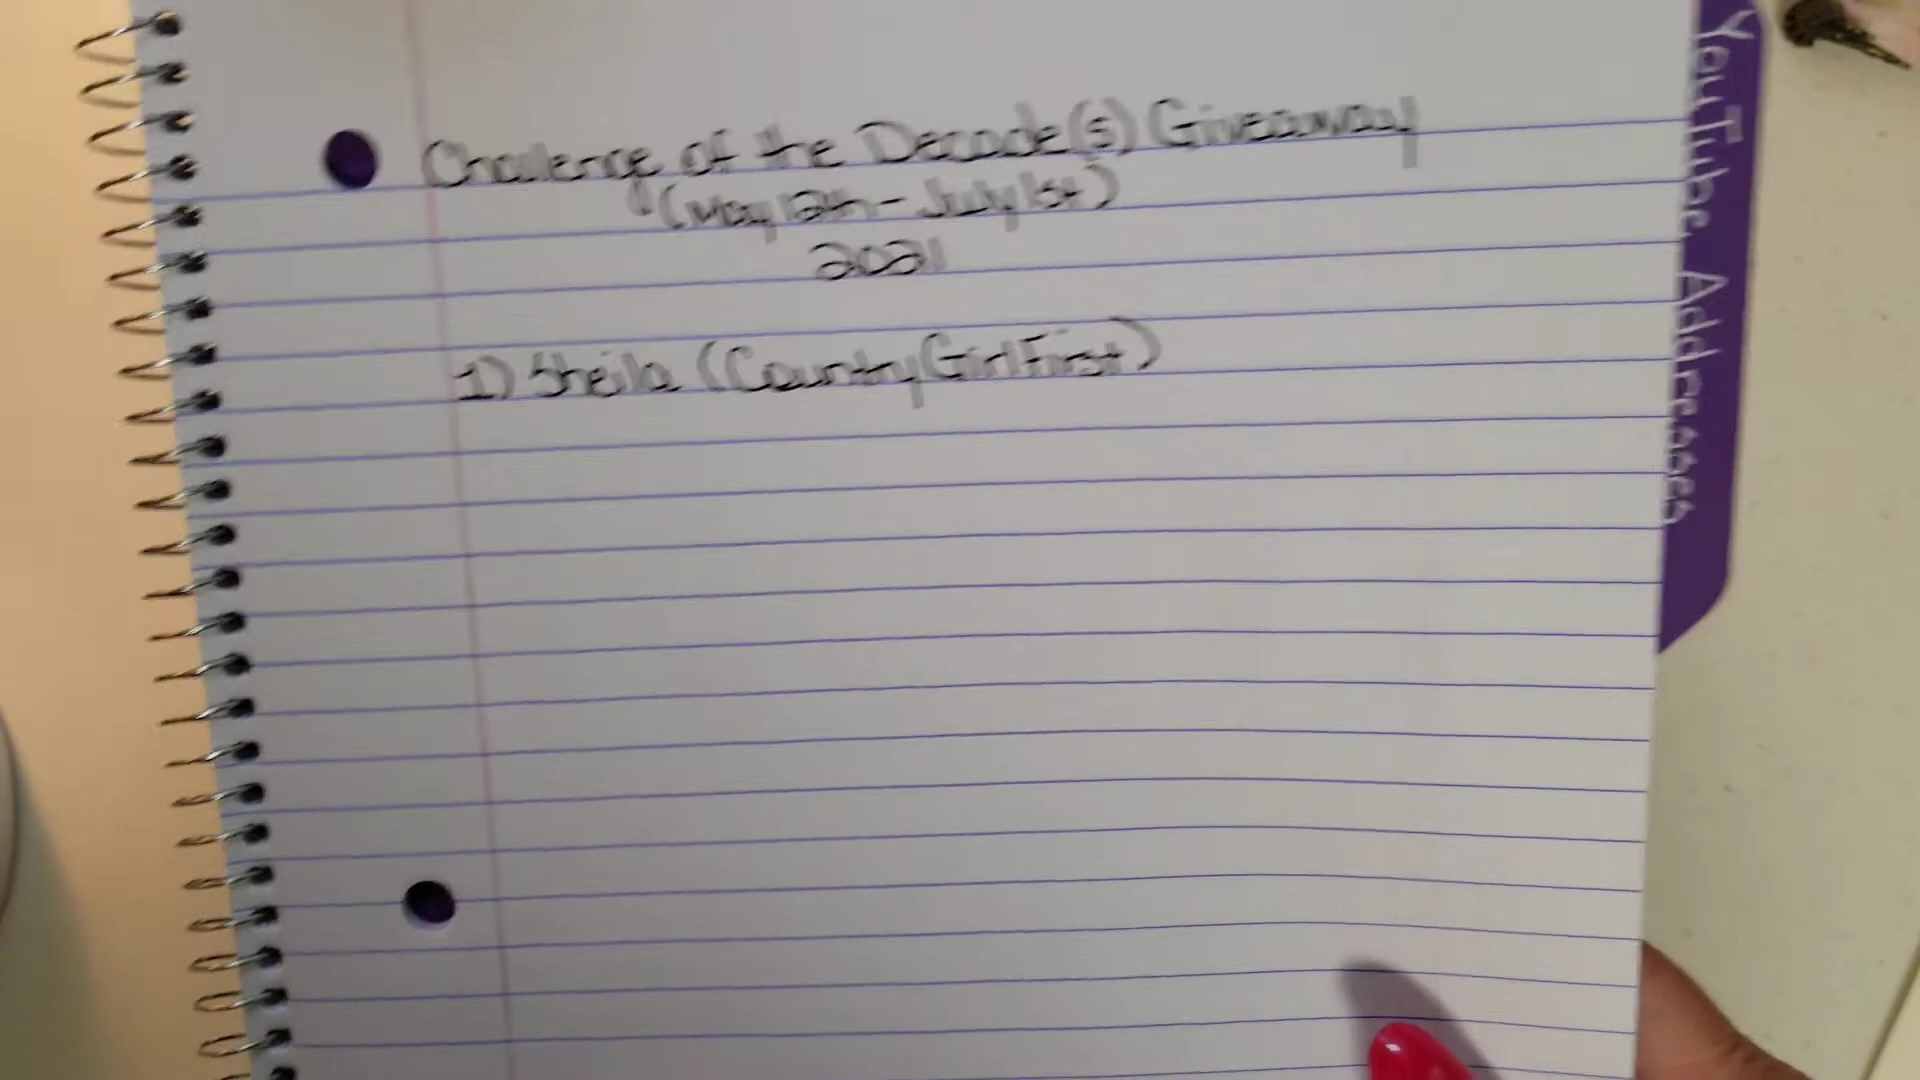 Challenge of the Decade(s) Giveaway
(May 12th - July 1st)
2021
1) Sheila (CountryGirlFirst)
YouTube Addresses